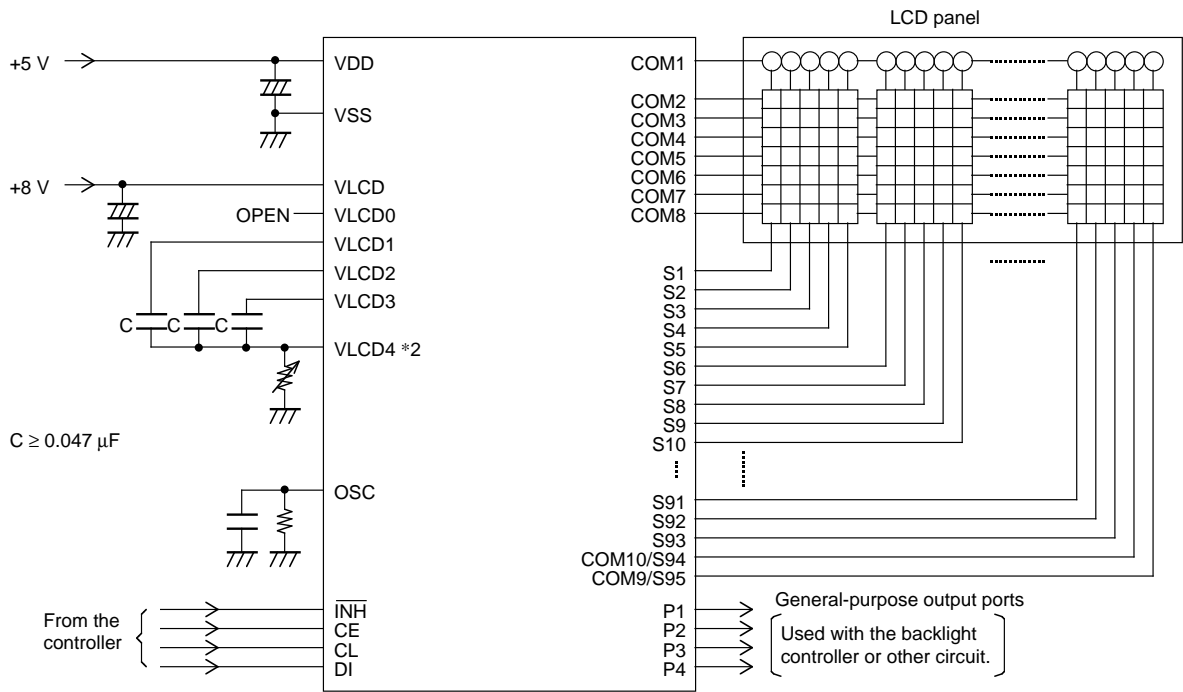 LCD panel
+5 V
VDD
VSS
+8 V
VLCD
OPEN
VLCD0
VLCD1
VLCD2
VLCD3
C
C
C
VLCD4 *2
C ≥ 0.047 μF
OSC
From the
controller
INH
CE
CL
DI
COM1
COM2
COM3
COM4
COM5
COM6
COM7
COM8
S1
S2
S3
S4
S5
S6
S7
S8
S9
S10
S91
S92
S93
COM10/S94
COM9/S95
P1
P2
P3
P4
General-purpose output ports
Used with the backlight
controller or other circuit.